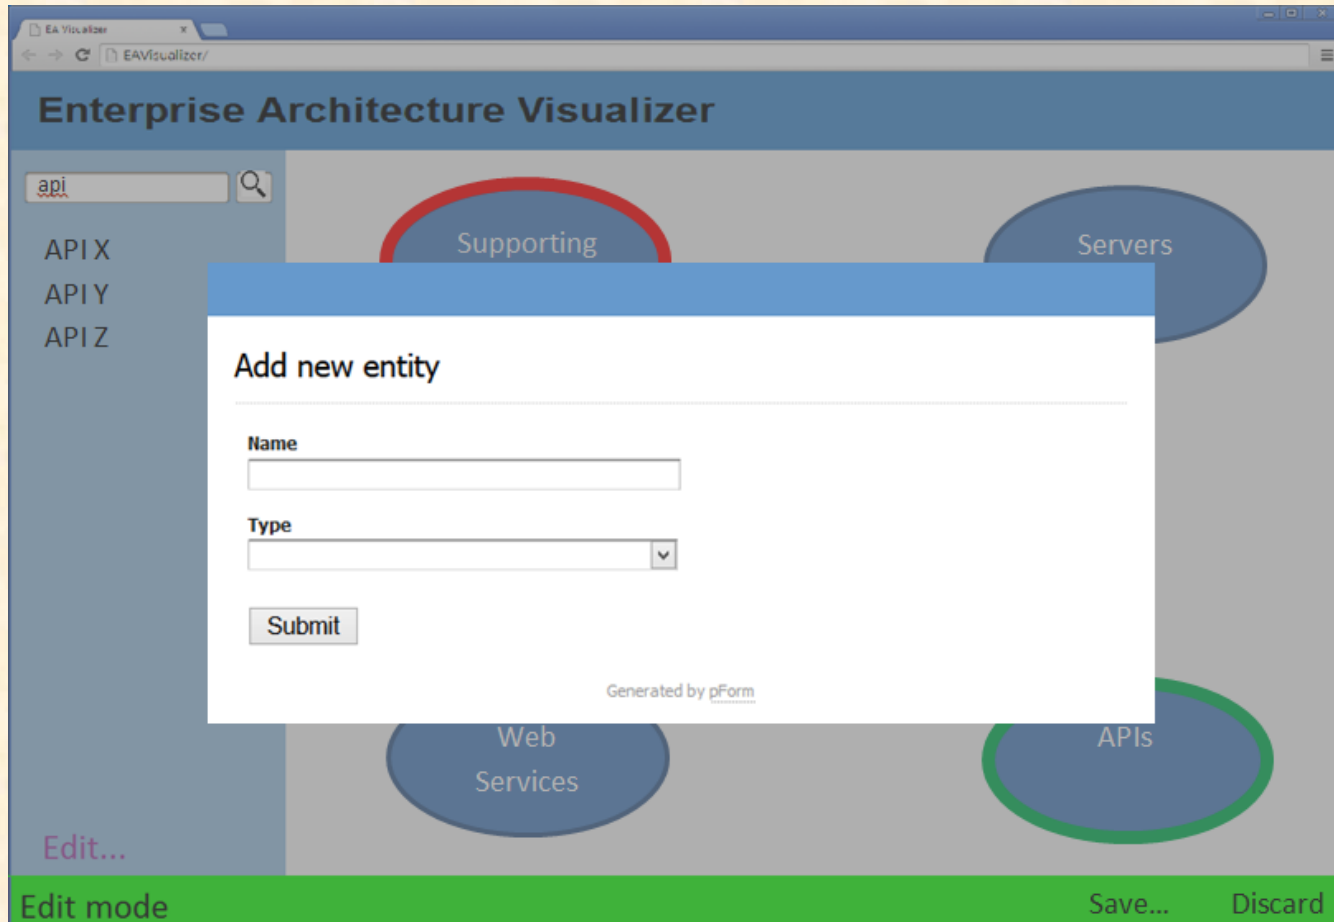 EA Visualizer x
EAVisualizer/
Enterprise Architecture Visualizer
api
API X
API Y
API Z
Supporting
Servers
Add new entity
Name
Type
Submit
Generated by pForm
Web
Services
APIs
Edit...
Edit mode
Save...
Discard